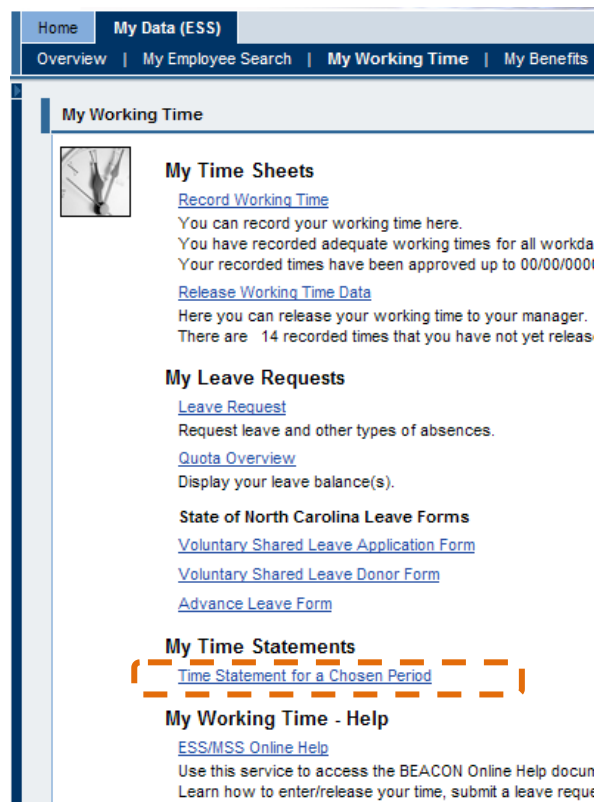 Home My Data (ESS)
Overview | My Employee Search | My Working Time | My Benefits
My Working Time
My Time Sheets
Record Working Time
You can record your working time here.
You have recorded adequate working times for all workda
Your recorded times have been approved up to 00/00/0000
Release Working Time Data
Here you can release your working time to your manager.
There are 14 recorded times that you have not yet releas
My Leave Requests
Leave Request
Request leave and other types of absences.
Quota Overview
Display your leave balance(s).
State of North Carolina Leave Forms
Voluntary Shared Leave Application Form
Voluntary Shared Leave Donor Form
Advance Leave Form
My Time Statements
Time Statement for a Chosen Period
My Working Time - Help
ESS/MSS Online Help
Use this service to access the BEACON Online Help docum
Learn how to enter/release your time, submit a leave reque